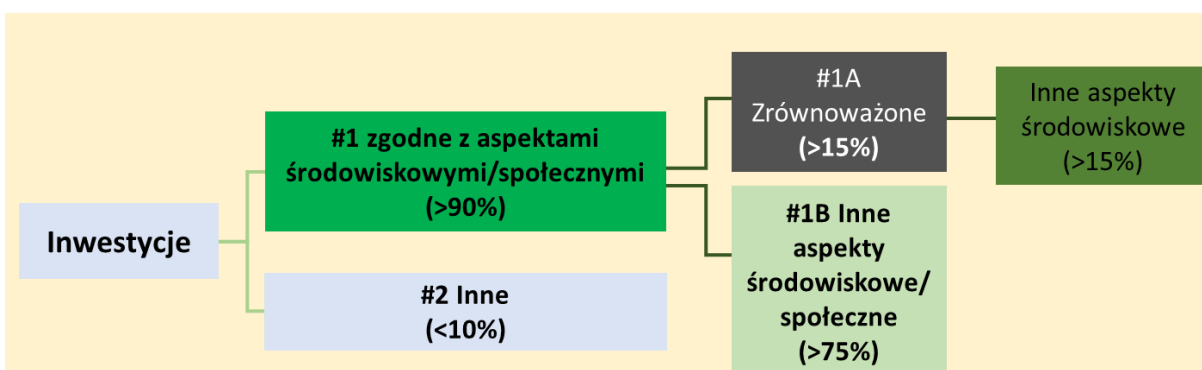 Inwestycje
#1 zgodne z aspektami
środowiskowymi/społecznymi
(>90%)
#2 Inne
(<10%)
#1A
Zrównoważone
(>15%)
#1B Inne
aspekty
środowiskowe/
społeczne
(>75%)
Inne aspekty
środowiskowe
(>15%)